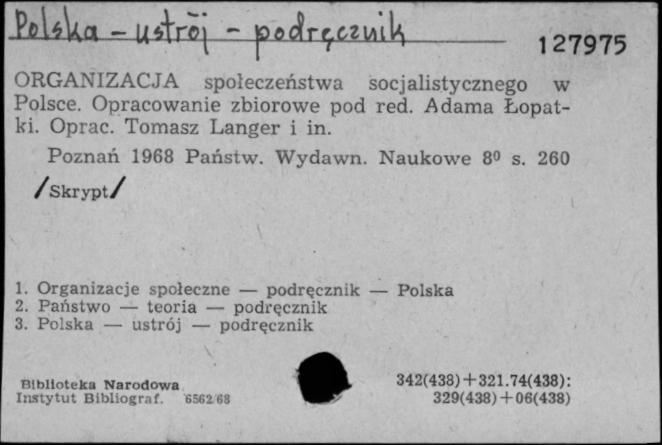 Polska - ustrój - podręcznik
127975
ORGANIZACJA społeczeństwa socjalistycznego w
Polsce. Opracowanie zbiorowe pod red. Adama Łopat-
ki. Oprac. Tomasz Langer i in.
Poznań 1968 Państw. Wydawn. Naukowe 8⁰ s. 260
/Skrypt/
1. Organizacje społeczne — podręcznik — Polska
2. Państwo — teoria — podręcznik
3. Polska — ustrój — podręcznik
Biblioteka Narodowa
Instytut Bibliograf. 6562/68
342(438)+321.74(438):
329(438)+06(438)